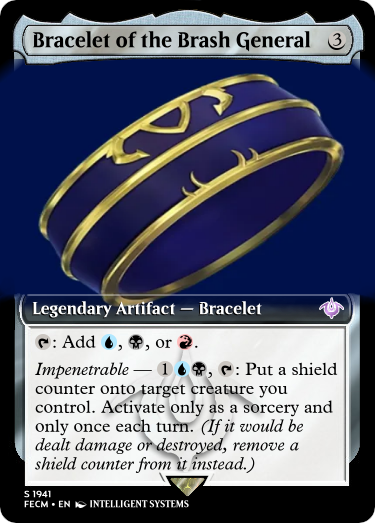 Bracelet of the Brash General 3
Legendary Artifact — Bracelet
: Add , , or .
Impenetrable — 1 , : Put a shield
counter onto target creature you
control. Activate only as a sorcery and
only once each turn. (If it would be
dealt damage or destroyed, remove a
shield counter from it instead.)
S 1941
FECM • EN INTELLIGENT SYSTEMS